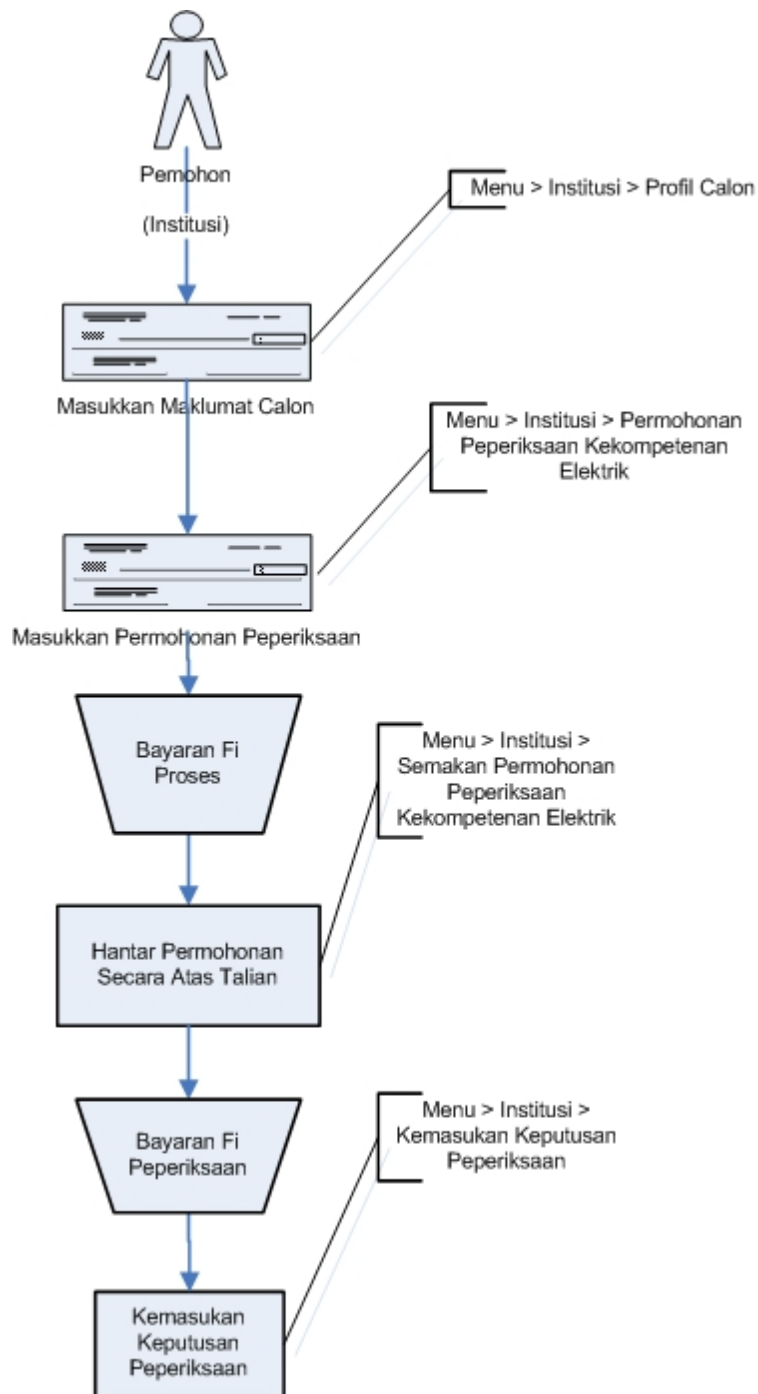 Pemohon
(Institusi)
Menu > Institusi > Profil Calon
Masukkan Maklumat Calon
Menu > Institusi > Permohonan
Peperiksaan Kekompetenan
Elektrik
Masukkan Permohonan Peperiksaan
Bayaran Fi
Proses
Menu > Institusi >
Semakan Permohonan
Peperiksaan
Kekompetenan Elektrik
Hantar Permohonan
Secara Atas Talian
Bayaran Fi
Peperiksaan
Menu > Institusi >
Kemasukan Keputusan
Peperiksaan
Kemasukan
Keputusan
Peperiksaan